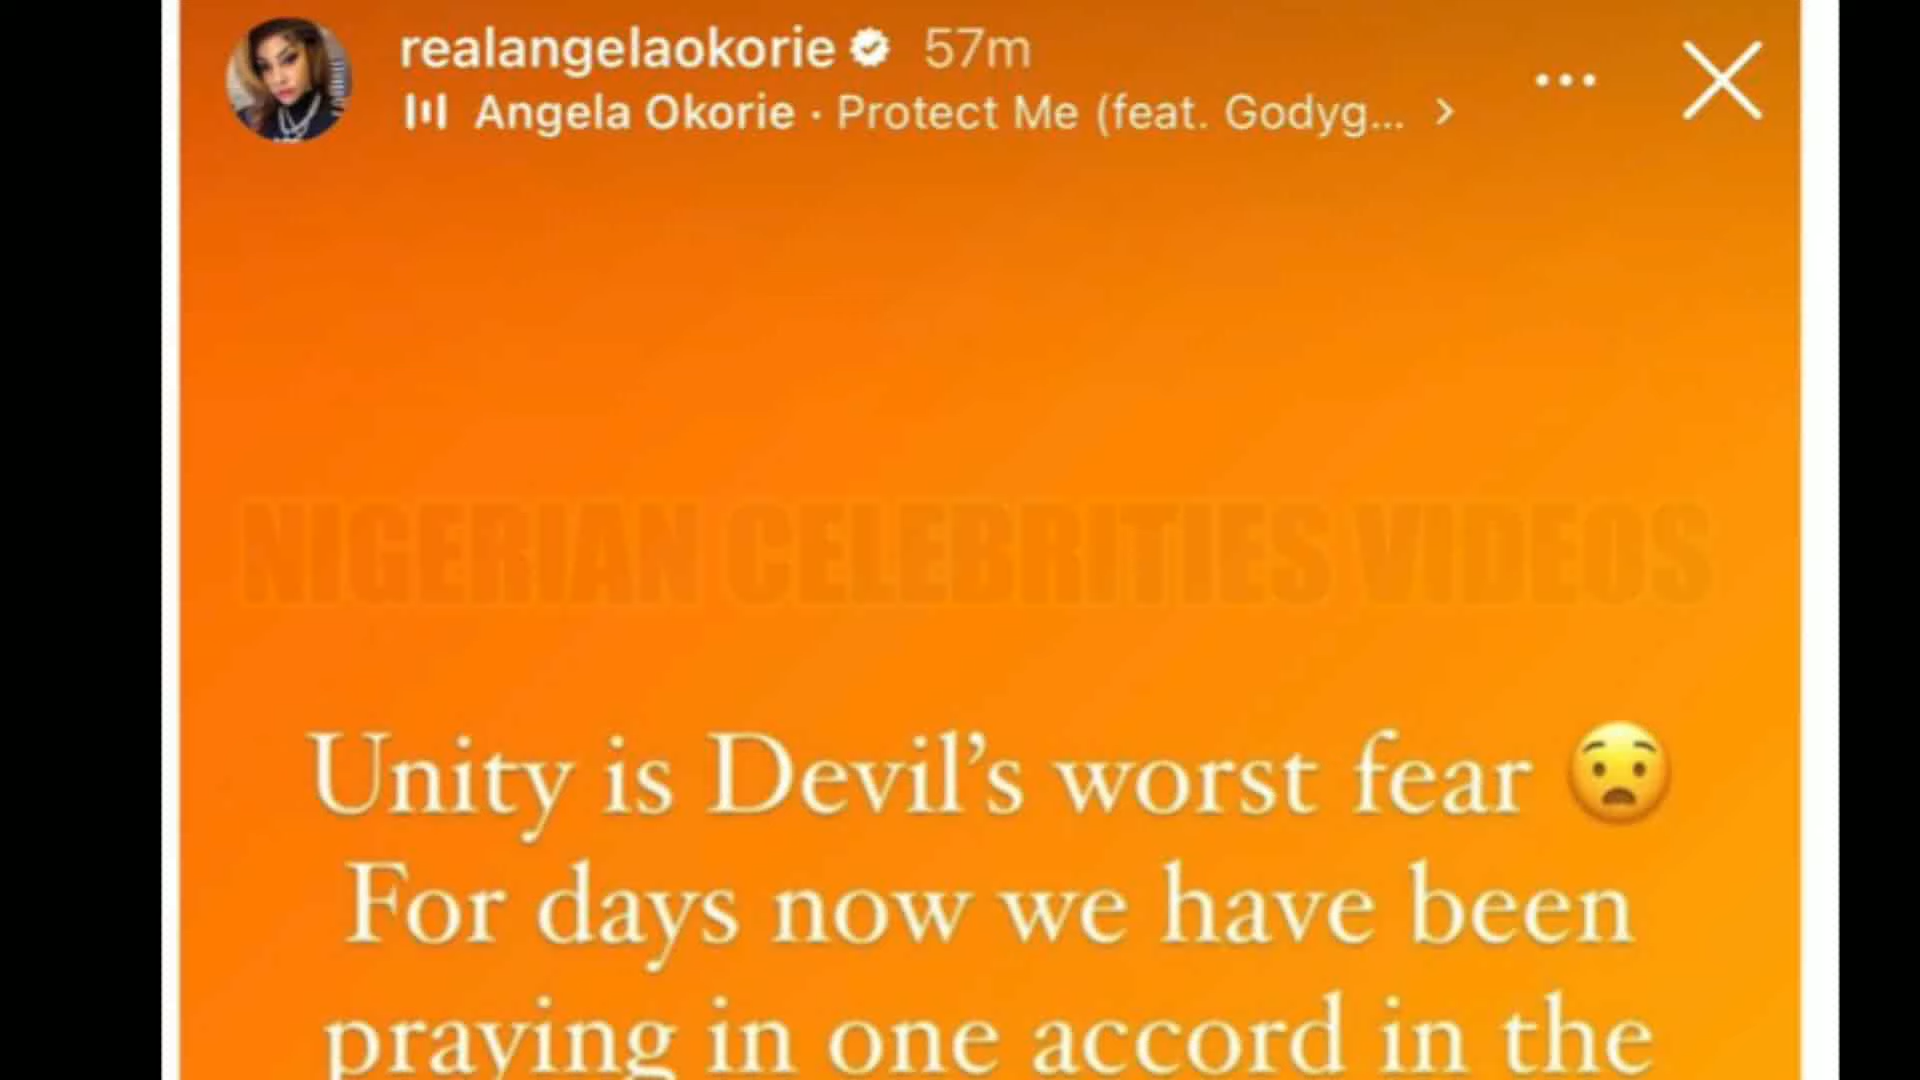 realangelaokorie 57m
Angela Okorie · Protect Me (feat. Godyg...
NIGERIAN CELEBRITIES VIDEOS
Unity is Devil’s worst fear 😟
For days now we have been
praying in one accord in the